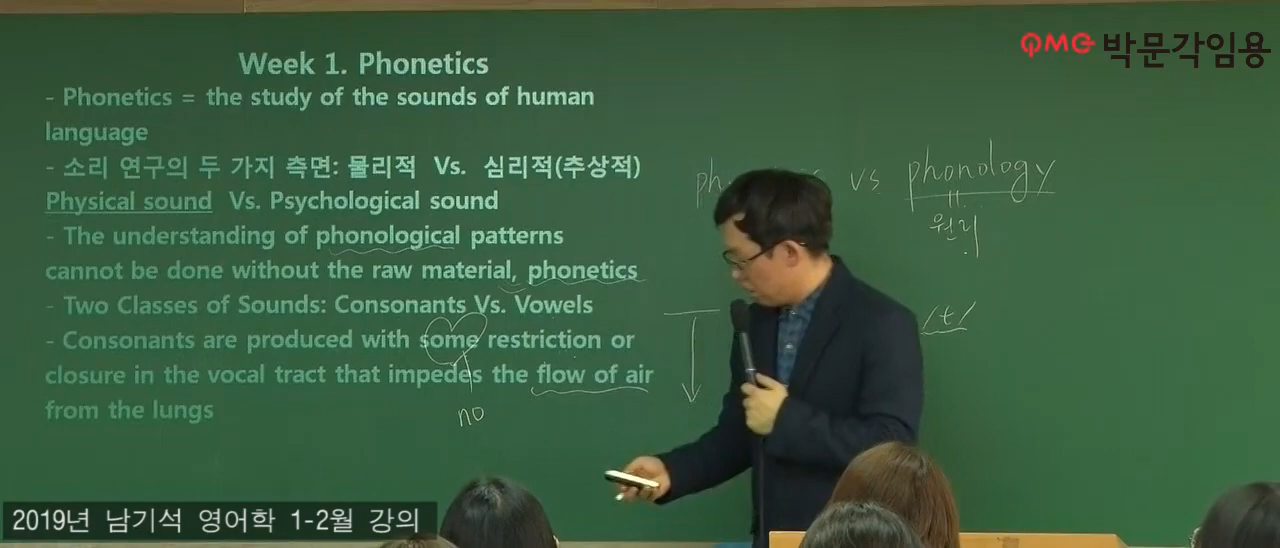 QMG 박문각임용
Week 1. Phonetics
- Phonetics = the study of the sounds of human
language
- 소리 연구의 두 가지 측면: 물리적 Vs. 심리적(추상적)
Physical sound Vs. Psychological sound
- The understanding of phonological patterns
cannot be done without the raw material, phonetics
- Two Classes of Sounds: Consonants Vs. Vowels
- Consonants are produced with some restriction or
closure in the vocal tract that impedes the flow of air
from the lungs
no
vs phonology
원리
/t/
2019년 남기석 영어학 1-2월 강의